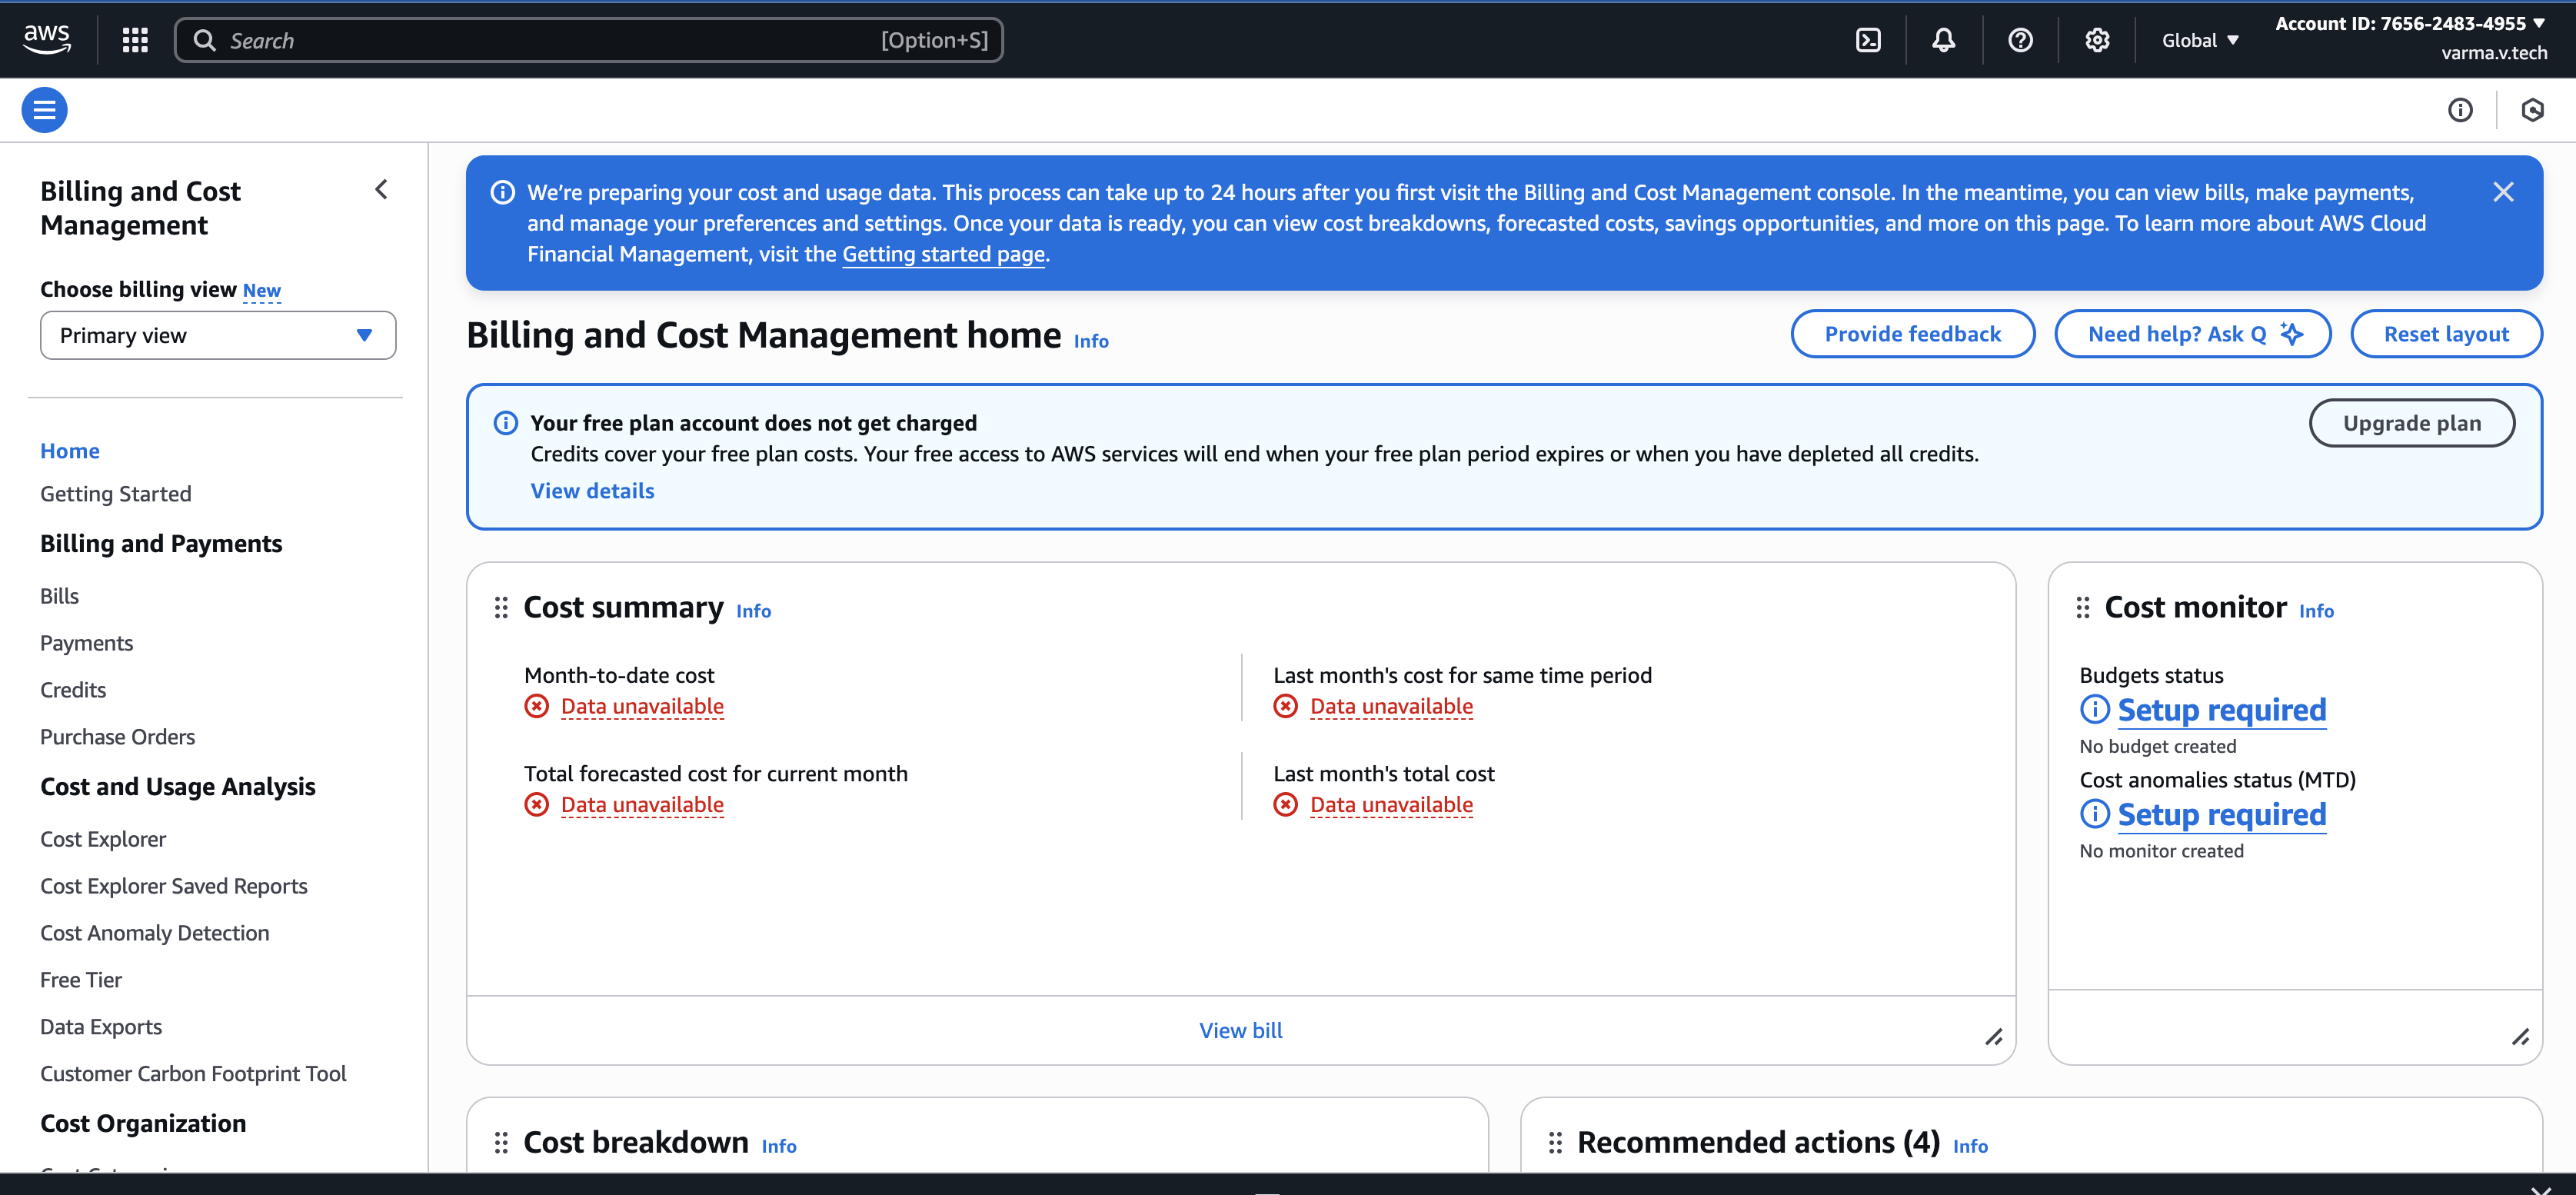 aws
Search
[Option+S]
Global
Account ID: 7656-2483-4955
varma.v.tech
Billing and Cost
Management
Choose billing view New
Primary view
Home
Getting Started
Billing and Payments
Bills
Payments
Credits
Purchase Orders
Cost and Usage Analysis
Cost Explorer
Cost Explorer Saved Reports
Cost Anomaly Detection
Free Tier
Data Exports
Customer Carbon Footprint Tool
Cost Organization
We’re preparing your cost and usage data. This process can take up to 24 hours after you first visit the Billing and Cost Management console. In the meantime, you can view bills, make payments,
and manage your preferences and settings. Once your data is ready, you can view cost breakdowns, forecasted costs, savings opportunities, and more on this page. To learn more about AWS Cloud
Financial Management, visit the Getting started page.
Billing and Cost Management home Info
Provide feedback
Need help? Ask Q
Reset layout
Your free plan account does not get charged
Credits cover your free plan costs. Your free access to AWS services will end when your free plan period expires or when you have depleted all credits.
View details
Upgrade plan
Cost summary Info
Month-to-date cost
Data unavailable
Last month's cost for same time period
Data unavailable
Total forecasted cost for current month
Data unavailable
Last month's total cost
Data unavailable
View bill
Cost monitor Info
Budgets status
Setup required
No budget created
Cost anomalies status (MTD)
Setup required
No monitor created
Cost breakdown Info
Recommended actions (4) Info